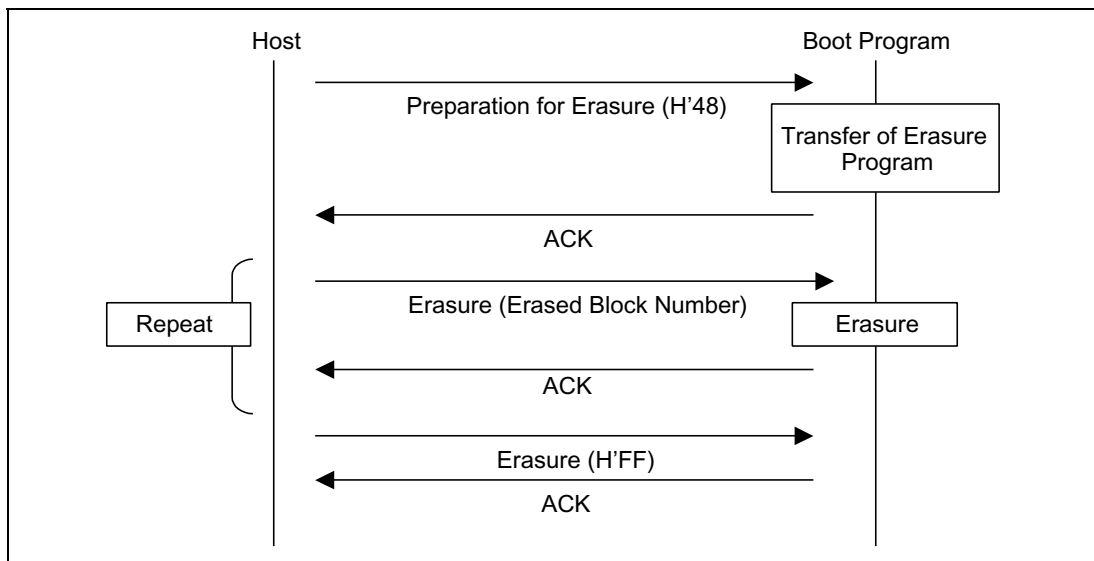 Host
Boot Program
Preparation for Erasure (H'48)
Transfer of Erasure
Program
ACK
Erasure (Erased Block Number)
Repeat
Erasure
ACK
Erasure (H'FF)
ACK